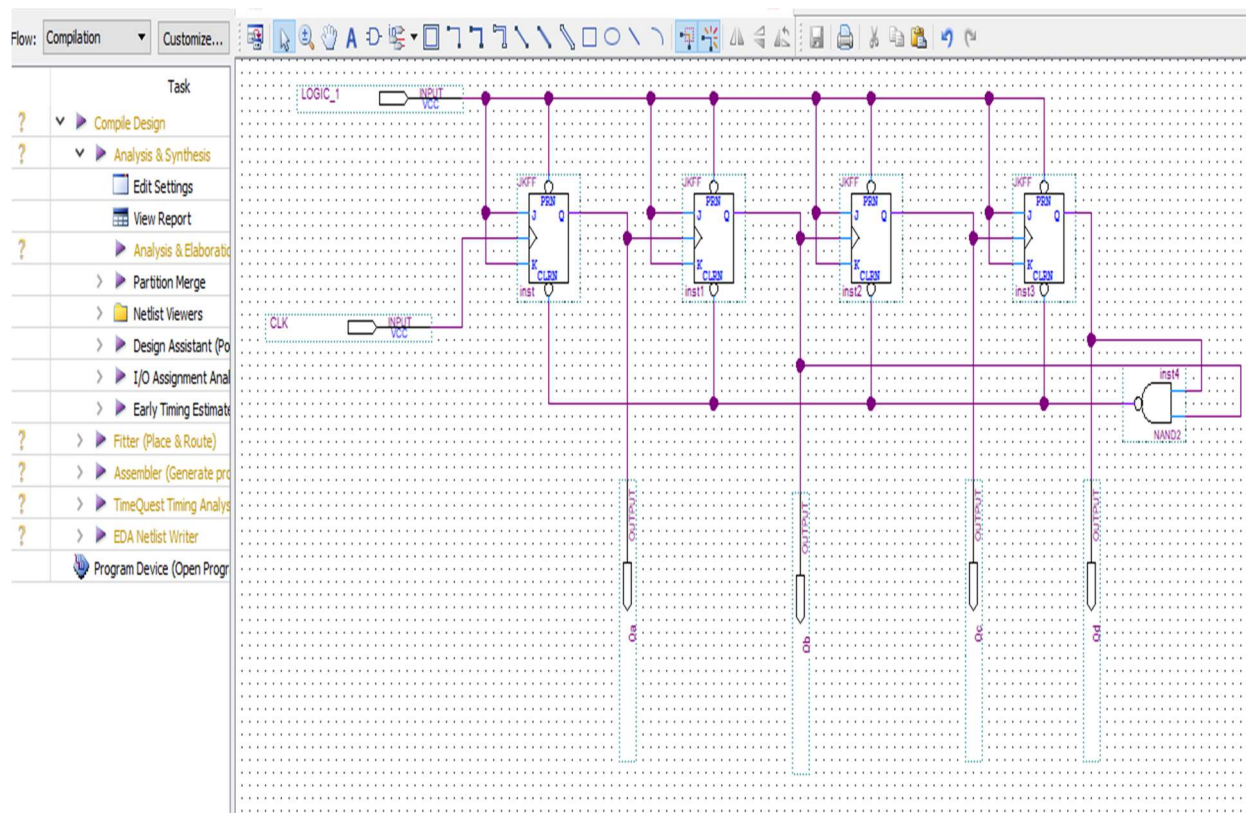 Flow: Compilation Customize...
Task
Compile Design
Analysis & Synthesis
Edit Settings
View Report
Analysis & Elaboratio
Partition Merge
Netlist Viewers
Design Assistant (Po
I/O Assignment Anal
Early Timing Estimate
Fitter (Place & Route)
Assembler (Generate pro
TimeQuest Timing Analys
EDA Netlist Writer
Program Device (Open Progr
LOGIC_1 INPUT
VCC
JKFF JKFF JKFF JKFF
PRN PRN PRN PRN
J Q J Q J Q J Q
K K K K
CLRN CLRN CLRN CLRN
inst inst1 inst2 inst3
CLK INPUT
VCC
inst4
NAND2
OUTPUT OUTPUT OUTPUT OUTPUT
Qa Qb Qc Qd